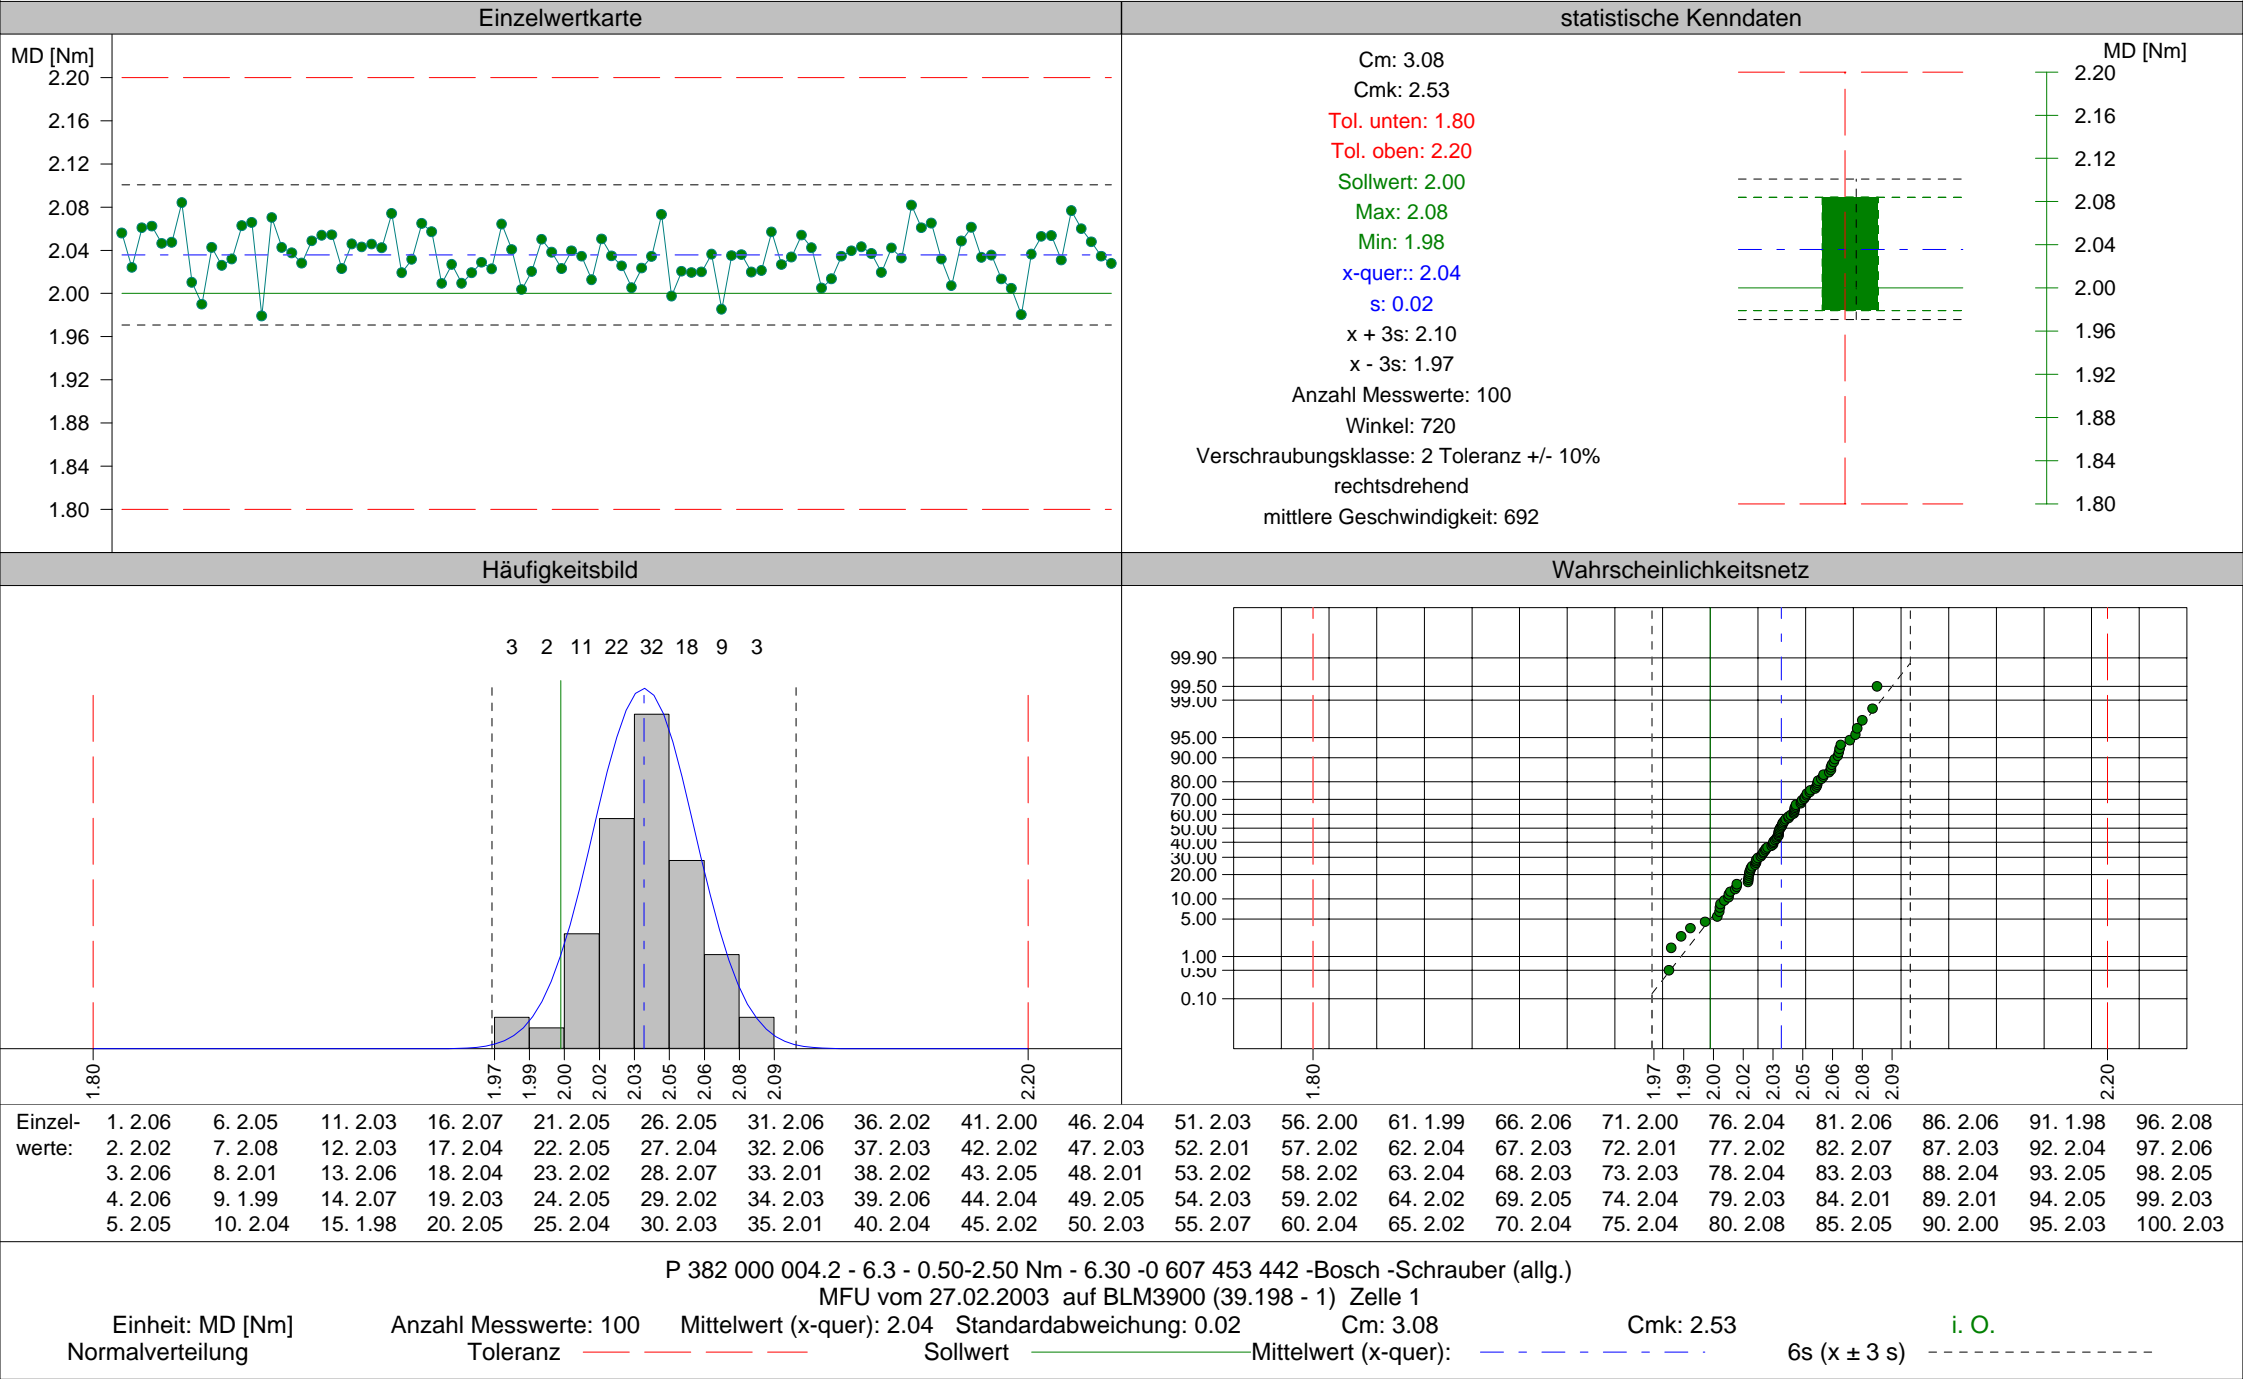 Einzelwertkarte
MD [Nm]
2.20
2.16
2.12
2.08
2.04
2.00
1.96
1.92
1.88
1.84
1.80
statistische Kenndaten
Cm: 3.08
Cmk: 2.53
Tol. unten: 1.80
Tol. oben: 2.20
Sollwert: 2.00
Max: 2.08
Min: 1.98
x-quer:: 2.04
s: 0.02
x + 3s: 2.10
x - 3s: 1.97
Anzahl Messwerte: 100
Winkel: 720
Verschraubungsklasse: 2 Toleranz +/- 10%
rechtsdrehend
mittlere Geschwindigkeit: 692
MD [Nm]
2.20
2.16
2.12
2.08
2.04
2.00
1.96
1.92
1.88
1.84
1.80
Häufigkeitsbild
3 2 11 22 32 18 9 3
1.80 1.97 1.99 2.00 2.02 2.03 2.05 2.06 2.08 2.09 2.20
Wahrscheinlichkeitsnetz
99.90
99.50
99.00
95.00
90.00
80.00
70.00
60.00
50.00
40.00
30.00
20.00
10.00
5.00
1.00
0.50
0.10
1.80 1.97 1.99 2.00 2.02 2.03 2.05 2.06 2.08 2.09 2.20
Einzel- 1. 2.06 6. 2.05 11. 2.03 16. 2.07 21. 2.05 26. 2.05 31. 2.06 36. 2.02 41. 2.00 46. 2.04 51. 2.03 56. 2.00 61. 1.99 66. 2.06 71. 2.00 76. 2.04 81. 2.06 86. 2.06 91. 1.98 96. 2.08
werte: 2. 2.02 7. 2.08 12. 2.03 17. 2.04 22. 2.05 27. 2.04 32. 2.06 37. 2.03 42. 2.02 47. 2.03 52. 2.01 57. 2.02 62. 2.04 67. 2.03 72. 2.01 77. 2.02 82. 2.07 87. 2.03 92. 2.04 97. 2.06
3. 2.06 8. 2.01 13. 2.06 18. 2.04 23. 2.02 28. 2.07 33. 2.01 38. 2.02 43. 2.05 48. 2.01 53. 2.02 58. 2.02 63. 2.04 68. 2.03 73. 2.03 78. 2.04 83. 2.03 88. 2.04 93. 2.05 98. 2.05
4. 2.06 9. 1.99 14. 2.07 19. 2.03 24. 2.05 29. 2.02 34. 2.03 39. 2.06 44. 2.04 49. 2.05 54. 2.03 59. 2.02 64. 2.02 69. 2.05 74. 2.04 79. 2.03 84. 2.01 89. 2.01 94. 2.05 99. 2.03
5. 2.05 10. 2.04 15. 1.98 20. 2.05 25. 2.04 30. 2.03 35. 2.01 40. 2.04 45. 2.02 50. 2.03 55. 2.07 60. 2.04 65. 2.02 70. 2.04 75. 2.04 80. 2.08 85. 2.05 90. 2.00 95. 2.03 100. 2.03
P 382 000 004.2 - 6.3 - 0.50-2.50 Nm - 6.30 -0 607 453 442 -Bosch -Schrauber (allg.)
MFU vom 27.02.2003 auf BLM3900 (39.198 - 1) Zelle 1
Einheit: MD [Nm] Anzahl Messwerte: 100 Mittelwert (x-quer): 2.04 Standardabweichung: 0.02 Cm: 3.08 Cmk: 2.53 i. O.
Normalverteilung Toleranz Sollwert Mittelwert (x-quer): 6s (x ± 3 s)